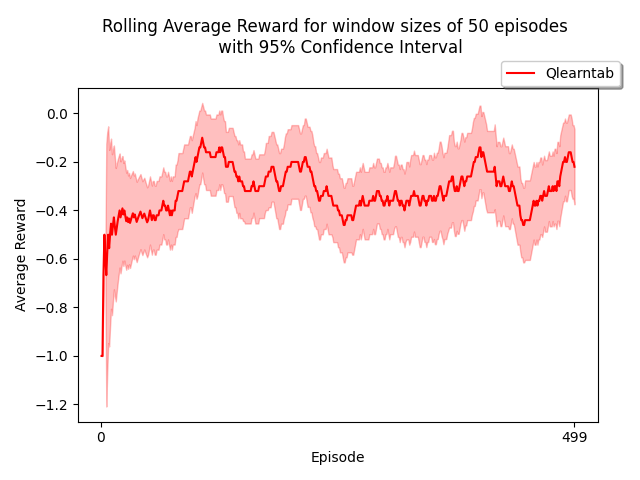 Rolling Average Reward for window sizes of 50 episodes
with 95% Confidence Interval
Qlearntab
0.0
−0.2
−0.4
−0.6
−0.8
−1.0
−1.2
Average Reward
0
499
Episode